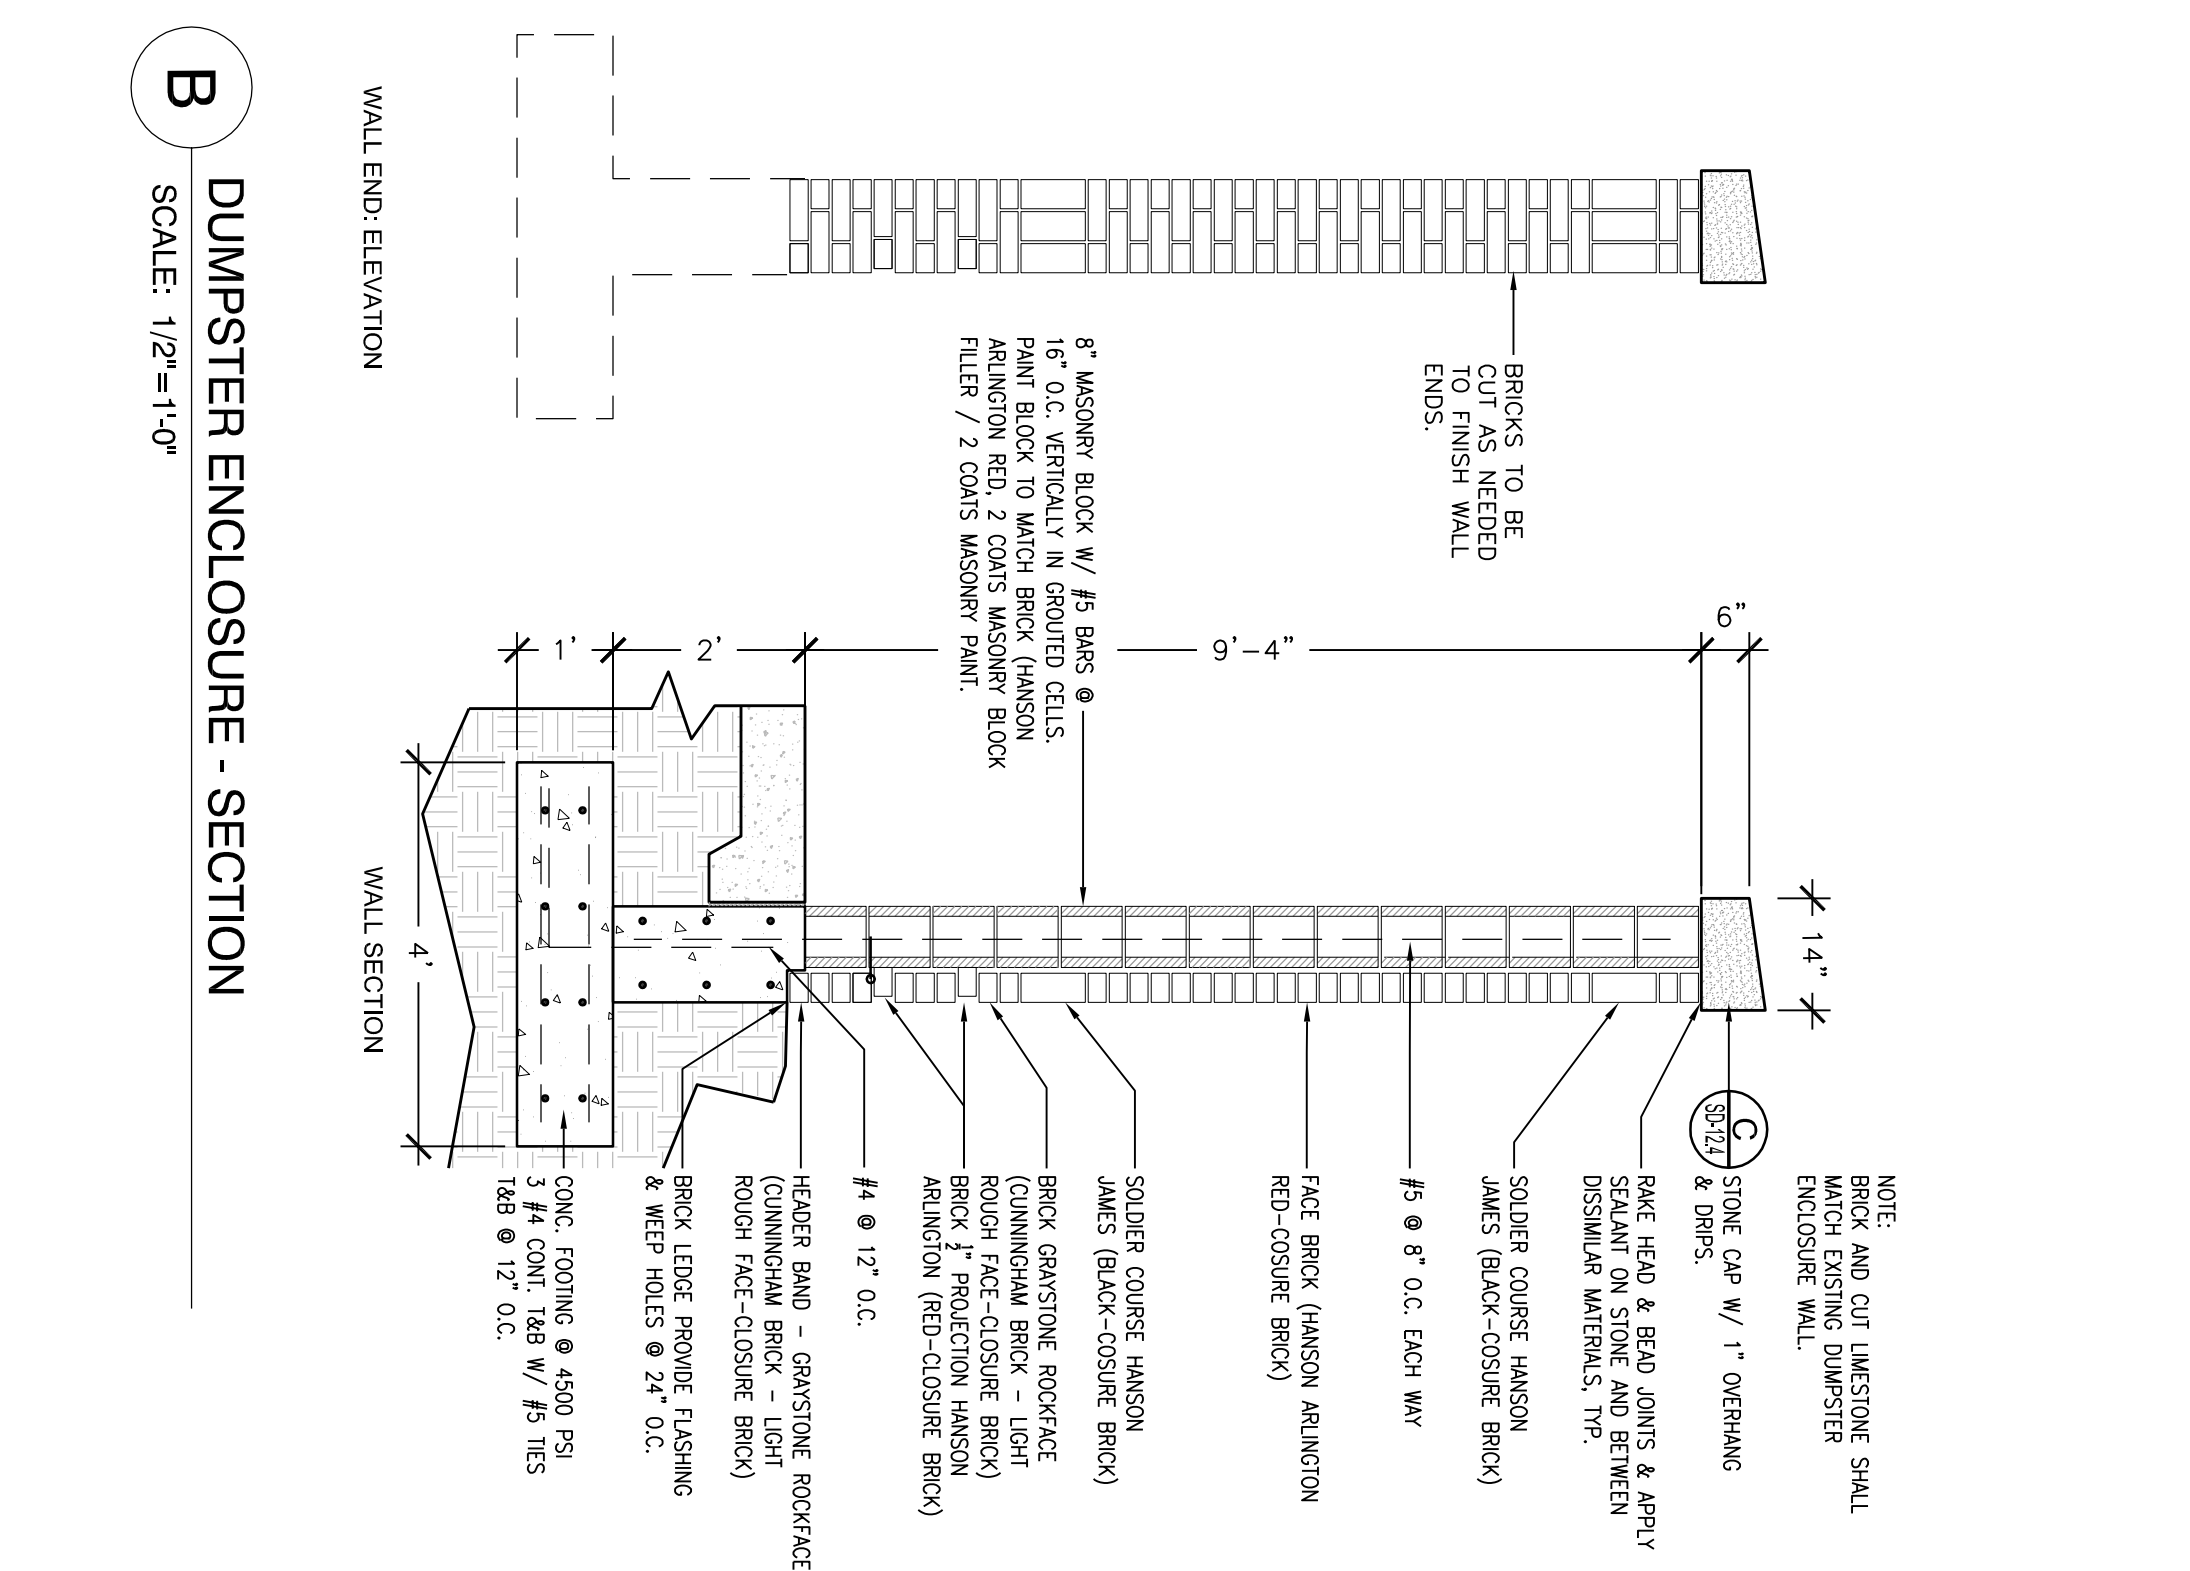 NOTE:
BRICK AND CUT LIMESTONE SHALL
MATCH EXISTING DUMPSTER
ENCLOSURE WALL.
14”
6”
9’-4”
2’
1’
4’
BRICKS TO BE
CUT AS NEEDED
TO FINISH WALL
ENDS.
8” MASONRY BLOCK W/ #5 BARS @
16” O.C. VERTICALLY IN GROUTED CELLS.
PAINT BLOCK TO MATCH BRICK (HANSON
ARLINGTON RED, 2 COATS MASONRY BLOCK
FILLER / 2 COATS MASONRY PAINT.
C
SD-12.4
STONE CAP W/ 1” OVERHANG
& DRIPS.
RAKE HEAD & BEAD JOINTS & APPLY
SEALANT ON STONE AND BETWEEN
DISSIMILAR MATERIALS, TYP.
SOLDIER COURSE HANSON
JAMES (BLACK-COSURE BRICK)
#5 @ 8” O.C. EACH WAY
FACE BRICK (HANSON ARLINGTON
RED-COSURE BRICK)
SOLDIER COURSE HANSON
JAMES (BLACK-COSURE BRICK)
BRICK GRAYSTONE ROCKFACE
(CUNNINGHAM BRICK - LIGHT
ROUGH FACE-CLOSURE BRICK)
BRICK 1/2” PROJECTION HANSON
ARLINGTON (RED-CLOSURE BRICK)
#4 @ 12” O.C.
HEADER BAND - GRAYSTONE ROCKFACE
(CUNNINGHAM BRICK - LIGHT
ROUGH FACE-CLOSURE BRICK)
BRICK LEDGE PROVIDE FLASHING
& WEEP HOLES @ 24” O.C.
CONC. FOOTING @ 4500 PSI
3 #4 CONT. T&B W/ #5 TIES
T&B @ 12” O.C.
WALL END: ELEVATION
WALL SECTION
B
DUMPSTER ENCLOSURE - SECTION
SCALE: 1/2"=1'-0"